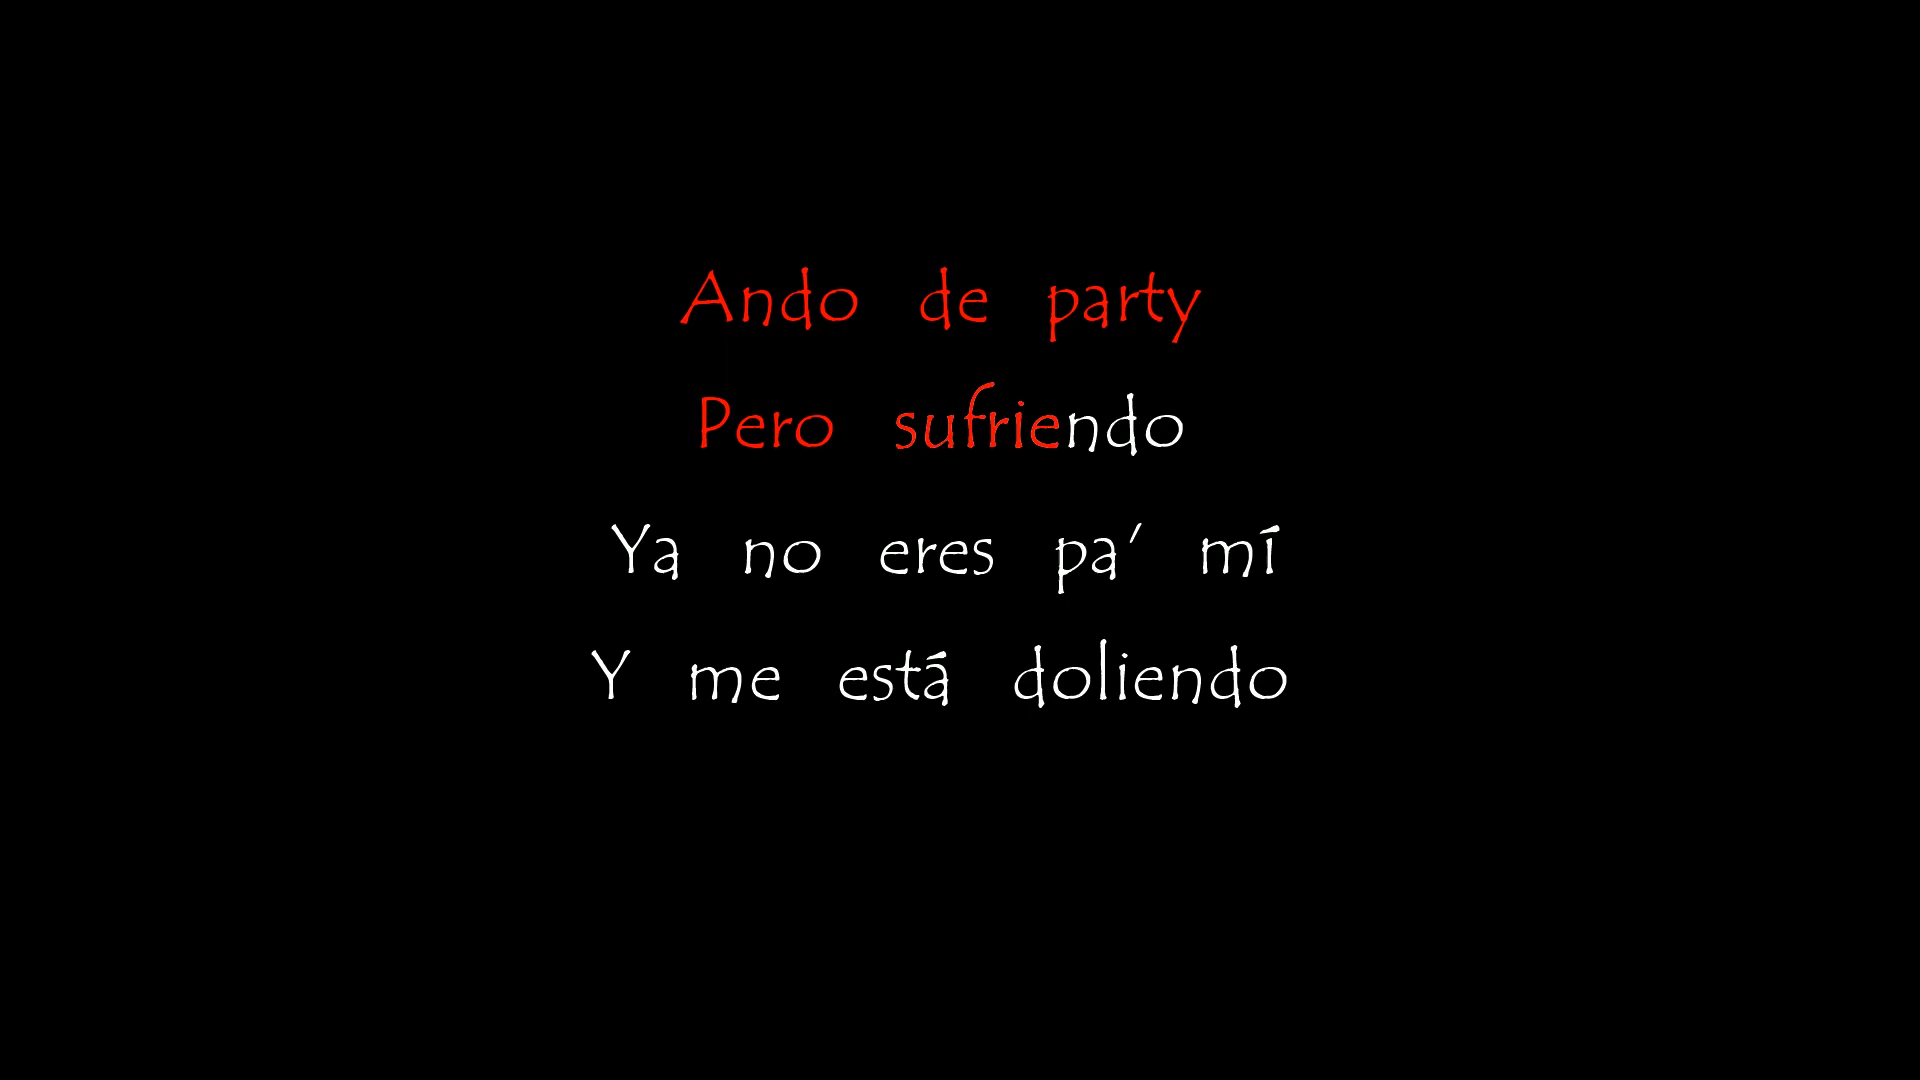 Ando de party
Pero sufriendo
Ya no eres pa' mí
Y me está doliendo